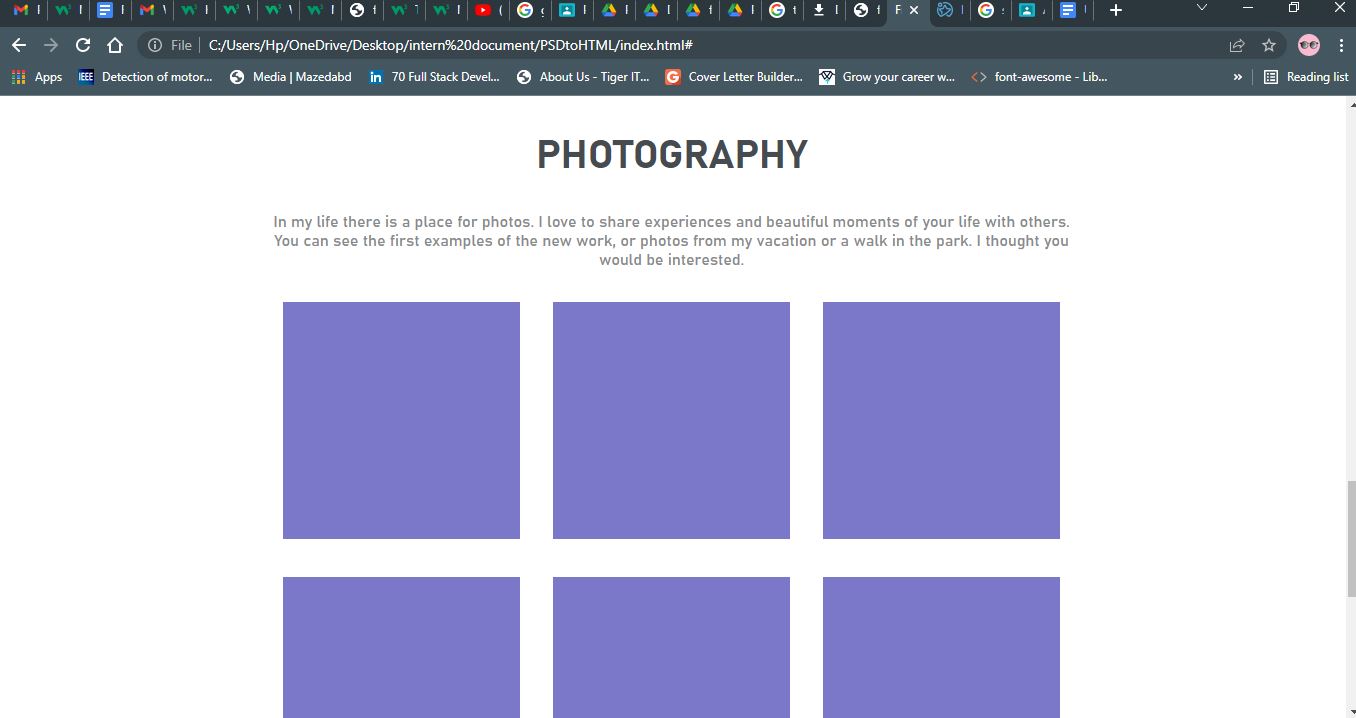 File
C:/Users/Hp/OneDrive/Desktop/intern%20document/PSDtoHTML/index.html#
Apps
Detection of motor...
Media | Mazedabd
70 Full Stack Devel...
About Us - Tiger IT...
Cover Letter Builder...
Grow your career w...
font-awesome - Lib...
»
Reading list
PHOTOGRAPHY
In my life there is a place for photos. I love to share experiences and beautiful moments of your life with others.
You can see the first examples of the new work, or photos from my vacation or a walk in the park. I thought you
would be interested.